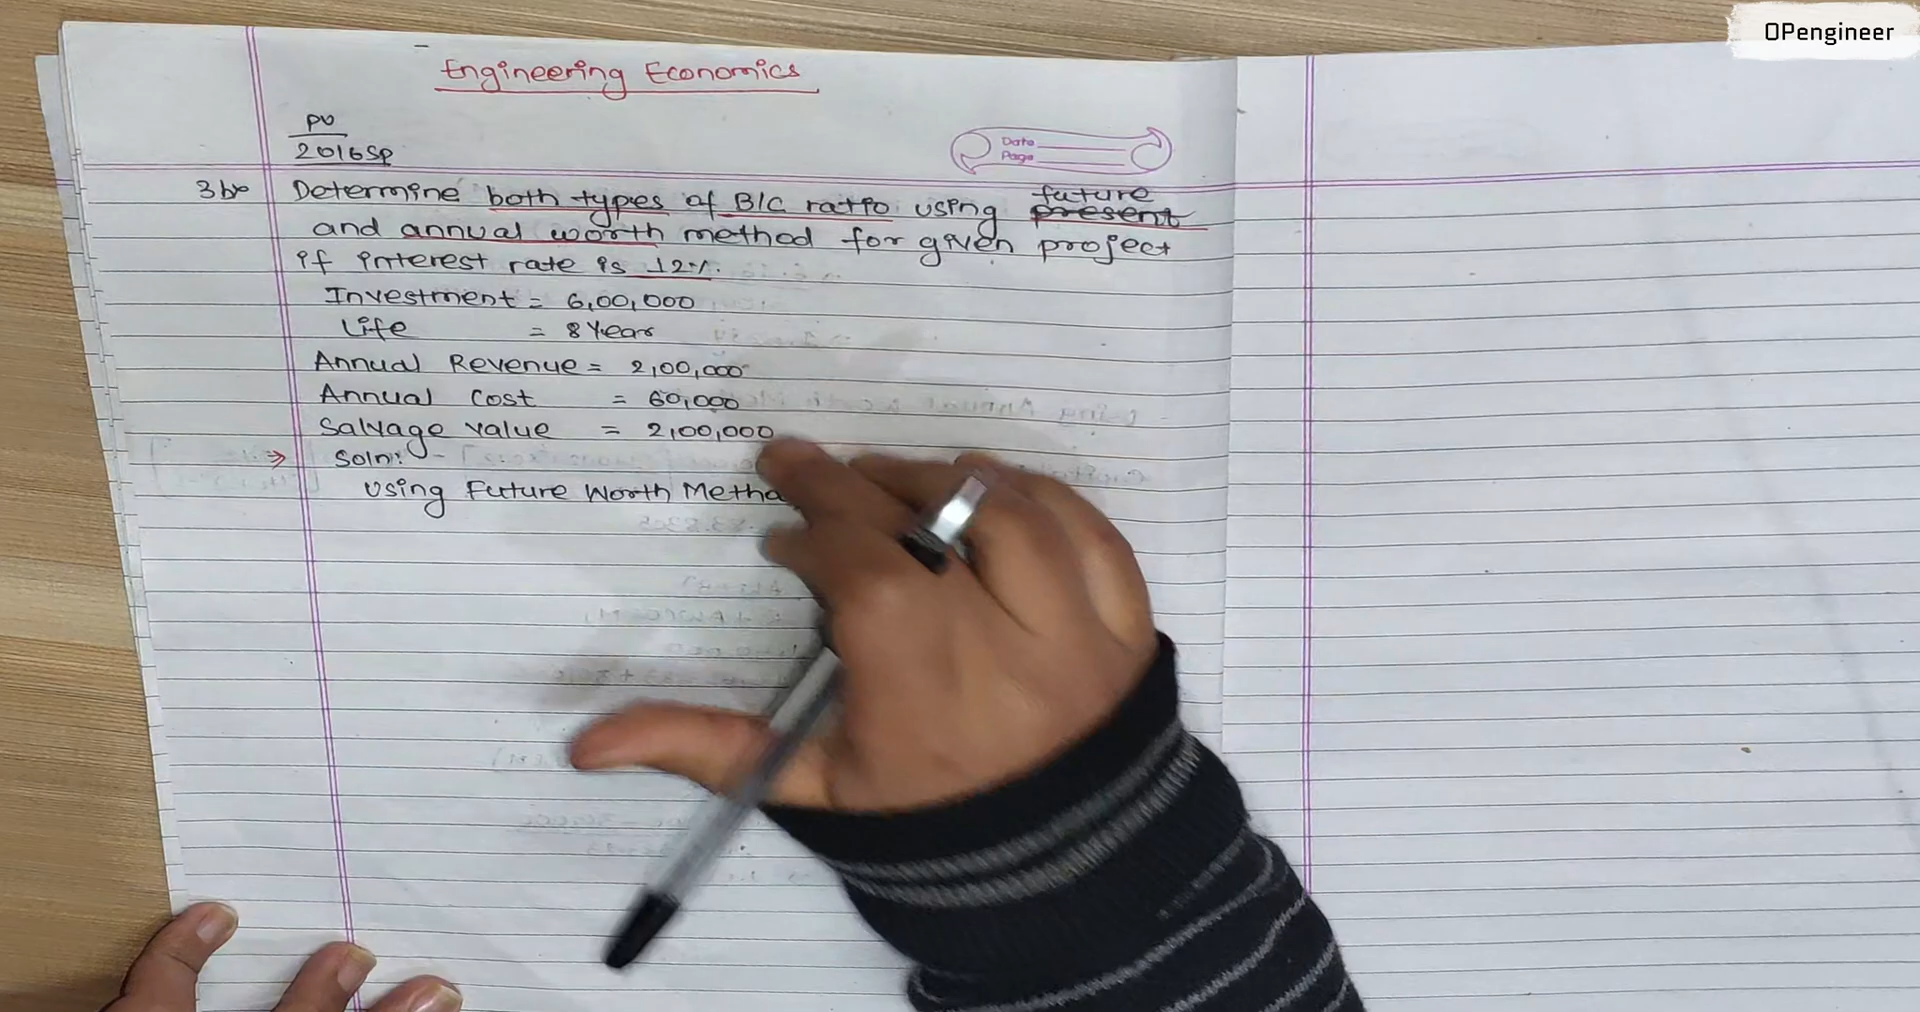 OPengineer
Engineering Economics
PU
2016SP
Date
Page
3b. Determine both types of B/C ratio using present future
and annual worth method for given project
if interest rate is 12%.
Investment = 6,00,000
Life = 8 Year
Annual Revenue = 2,00,000
Annual Cost = 60,000
Salvage value = 2,00,000
⇒ Soln: -
Using Future Worth Metho